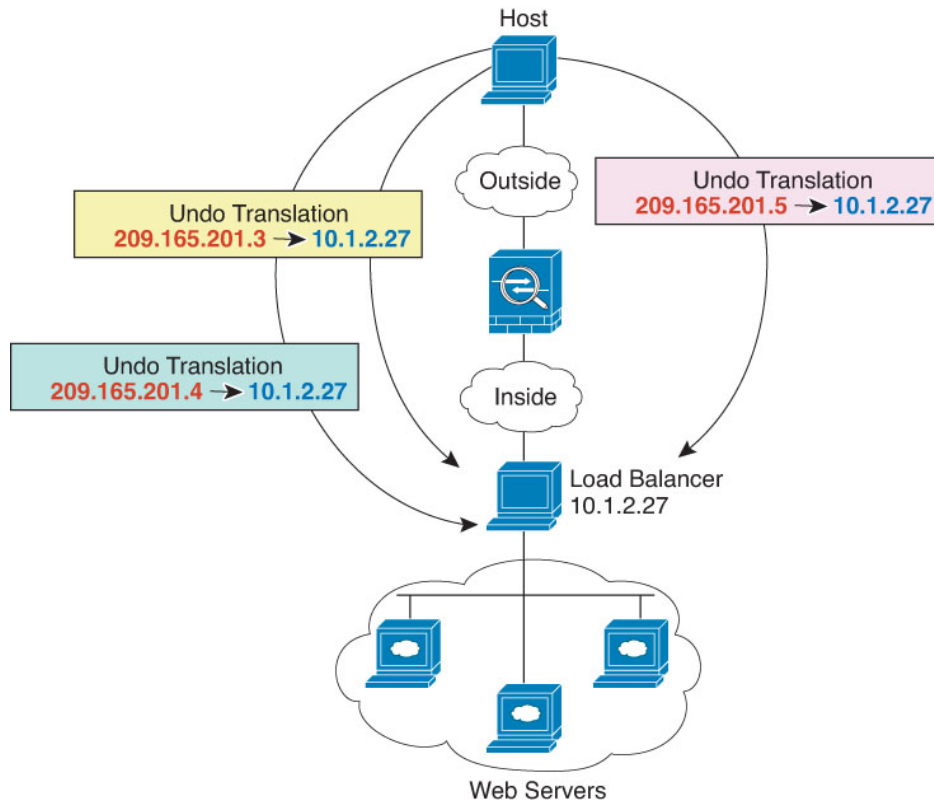 Host
Outside
Undo Translation
209.165.201.3 → 10.1.2.27
Undo Translation
209.165.201.5 → 10.1.2.27
Undo Translation
209.165.201.4 → 10.1.2.27
Inside
Load Balancer
10.1.2.27
Web Servers